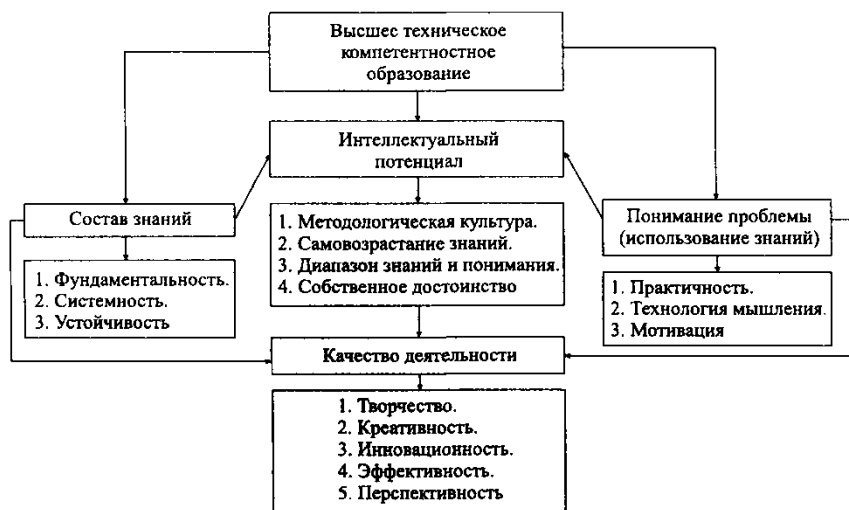 Высшес техническое
компетентностное
образование
Интеллектуальный
потенциал
Состав знаний
1. Фундаментальность.
2. Системность.
3. Устойчивость
1. Методологическая культура.
2. Самовозрастание знаний.
3. Диапазон знаний и понимания.
4. Собственное достоинство
Понимание проблемы
(использование знаний)
1. Практичность.
2. Технология мышления.
3. Мотивация
Качество деятельности
1. Творчество.
2. Креативность.
3. Инновационность.
4. Эффективность.
5. Перспективность